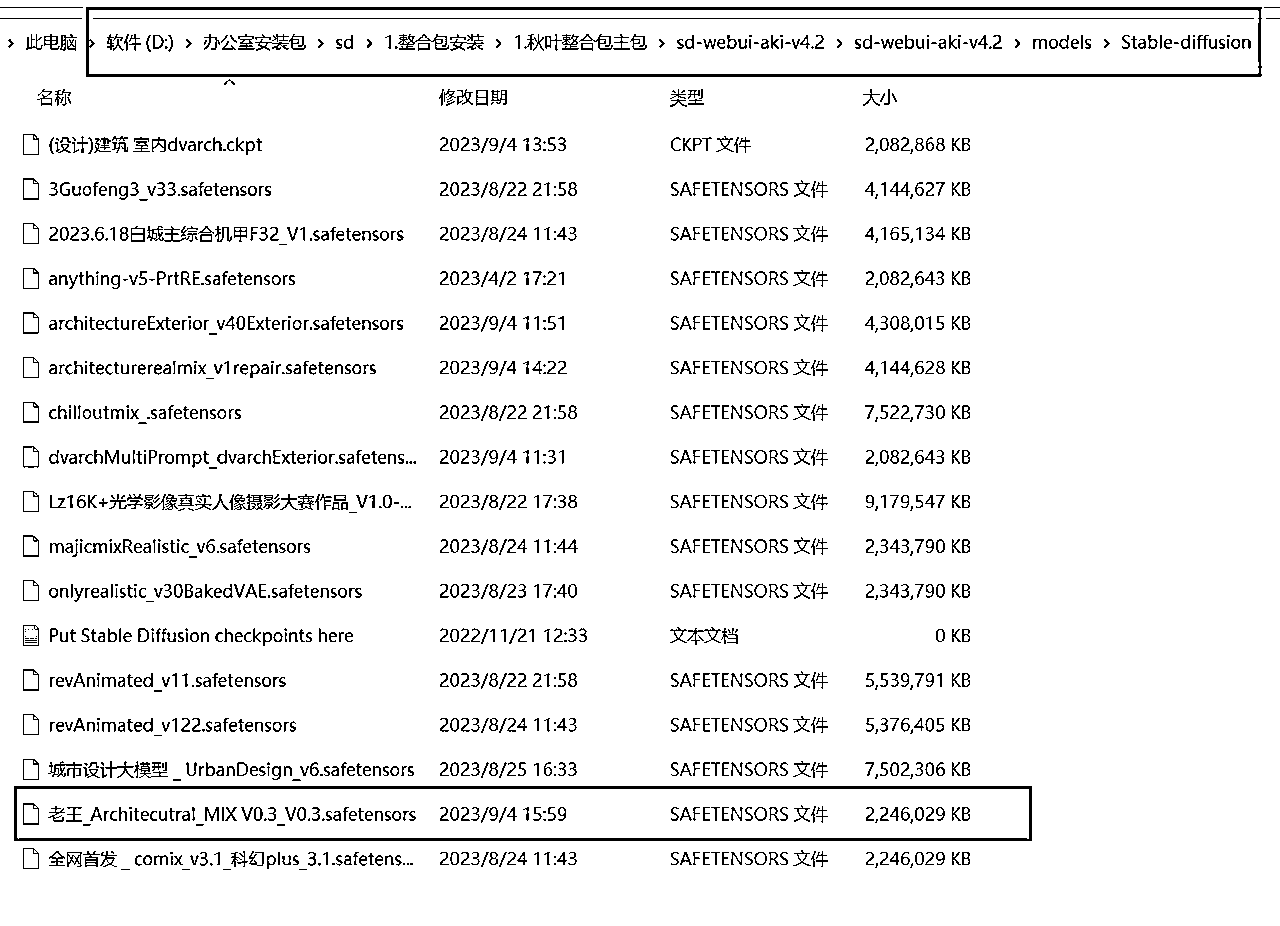 › 此电脑 › 软件 (D:) › 办公室安装包 › sd › 1.整合包安装 › 1.秋叶整合包主包 › sd-webui-aki-v4.2 › sd-webui-aki-v4.2 › models › Stable-diffusion
名称 修改日期 类型 大小
(设计)建筑 室内dvarch.ckpt 2023/9/4 13:53 CKPT 文件 2,082,868 KB
3Guofeng3_v33.safetensors 2023/8/22 21:58 SAFETENSORS 文件 4,144,627 KB
2023.6.18白城主综合机甲F32_V1.safetensors 2023/8/24 11:43 SAFETENSORS 文件 4,165,134 KB
anything-v5-PrtRE.safetensors 2023/4/2 17:21 SAFETENSORS 文件 2,082,643 KB
architectureExterior_v40Exterior.safetensors 2023/9/4 11:51 SAFETENSORS 文件 4,308,015 KB
architecturerealmix_v1repair.safetensors 2023/9/4 14:22 SAFETENSORS 文件 4,144,628 KB
chilloutmix_.safetensors 2023/8/22 21:58 SAFETENSORS 文件 7,522,730 KB
dvarchMultiPrompt_dvarchExterior.safetens... 2023/9/4 11:31 SAFETENSORS 文件 2,082,643 KB
Lz16K+光学影像真实人像摄影大赛作品_V1.0-... 2023/8/22 17:38 SAFETENSORS 文件 9,179,547 KB
majicmixRealistic_v6.safetensors 2023/8/24 11:44 SAFETENSORS 文件 2,343,790 KB
onlyrealistic_v30BakedVAE.safetensors 2023/8/23 17:40 SAFETENSORS 文件 2,343,790 KB
Put Stable Diffusion checkpoints here 2022/11/21 12:33 文本文档 0 KB
revAnimated_v11.safetensors 2023/8/22 21:58 SAFETENSORS 文件 5,539,791 KB
revAnimated_v122.safetensors 2023/8/24 11:43 SAFETENSORS 文件 5,376,405 KB
城市设计大模型 _ UrbanDesign_v6.safetensors 2023/8/25 16:33 SAFETENSORS 文件 7,502,306 KB
老王_Architecutral_MIX V0.3_V0.3.safetensors 2023/9/4 15:59 SAFETENSORS 文件 2,246,029 KB
全网首发 _ comix_v3.1_科幻plus_3.1.safetens... 2023/8/24 11:43 SAFETENSORS 文件 2,246,029 KB